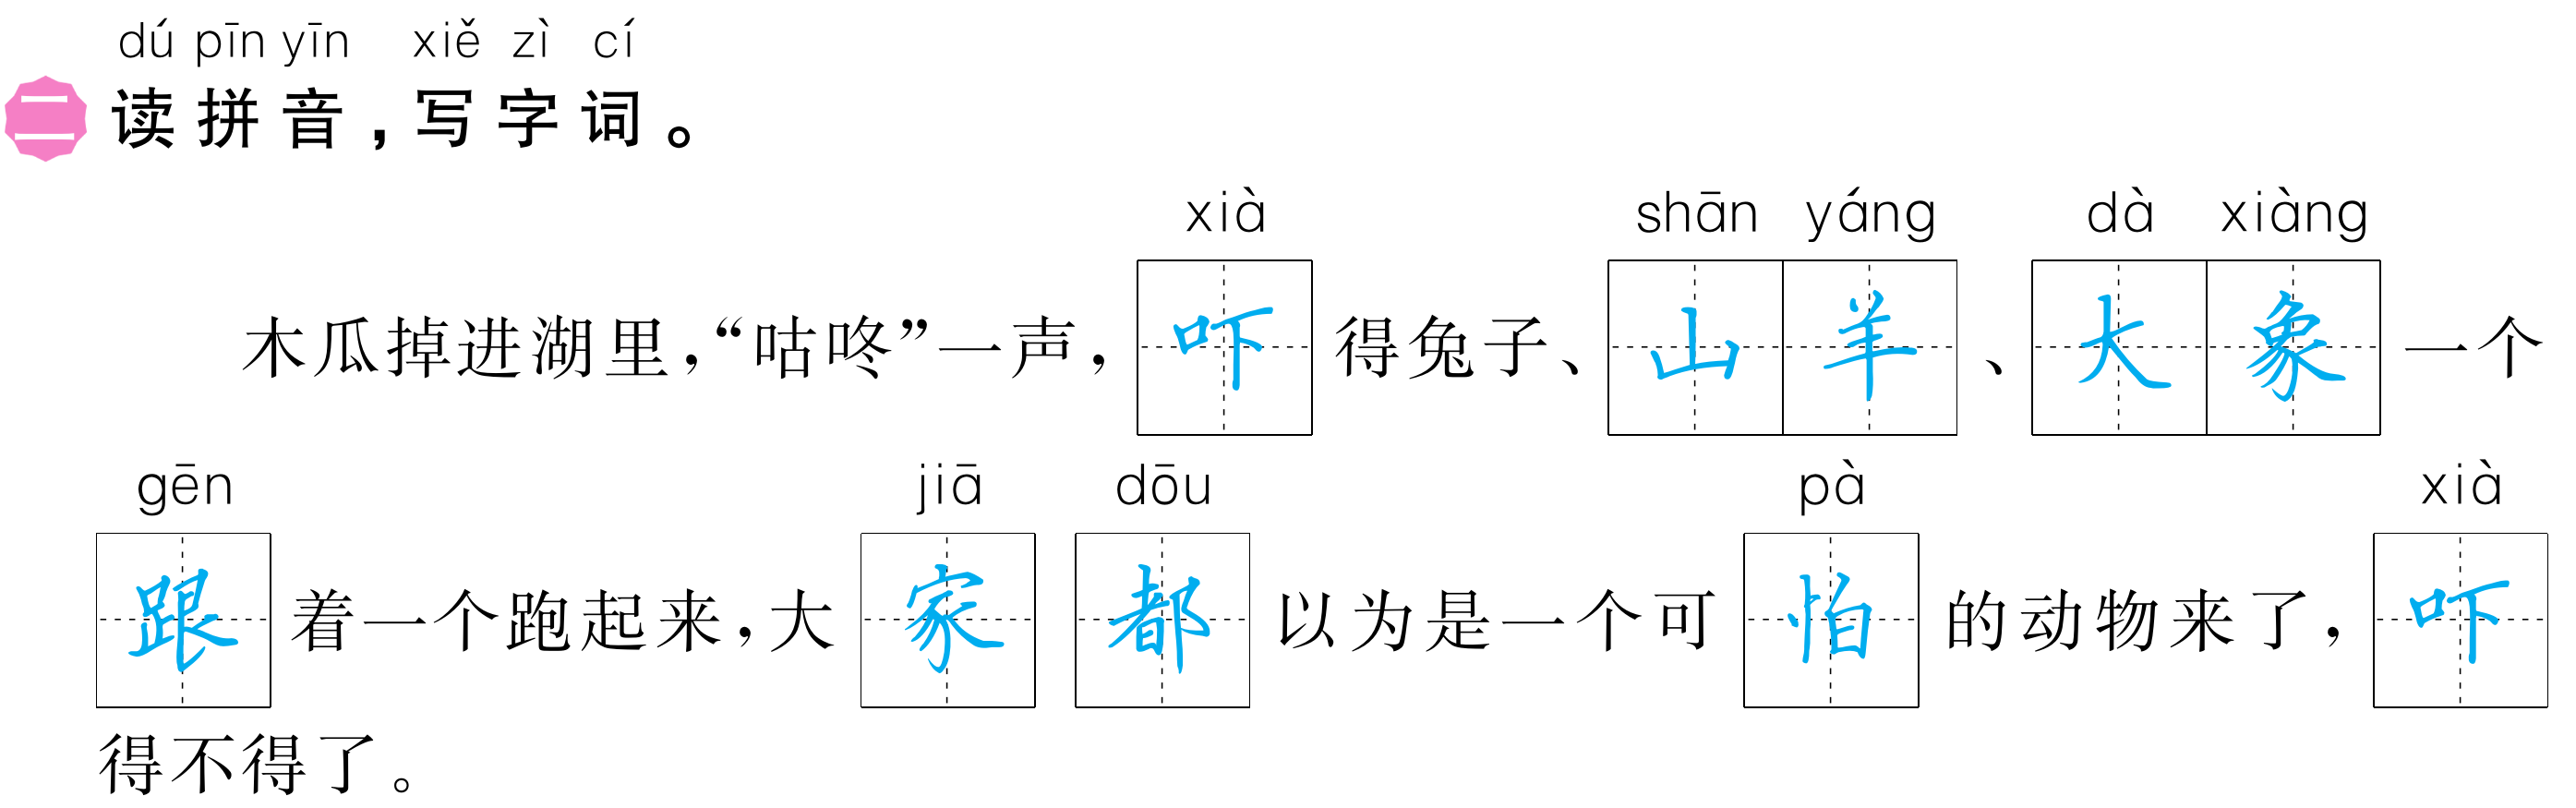 dú pīn yīn xiě zì cí
二 读拼音,写字词。
xià shān yáng dà xiàng
木瓜掉进湖里,“咕咚”一声,吓得兔子、山羊、大象一个
gēn jiā dōu pà xià
跟着一个跑起来,大家都以为是一个可怕的动物来了,吓
得不得了。